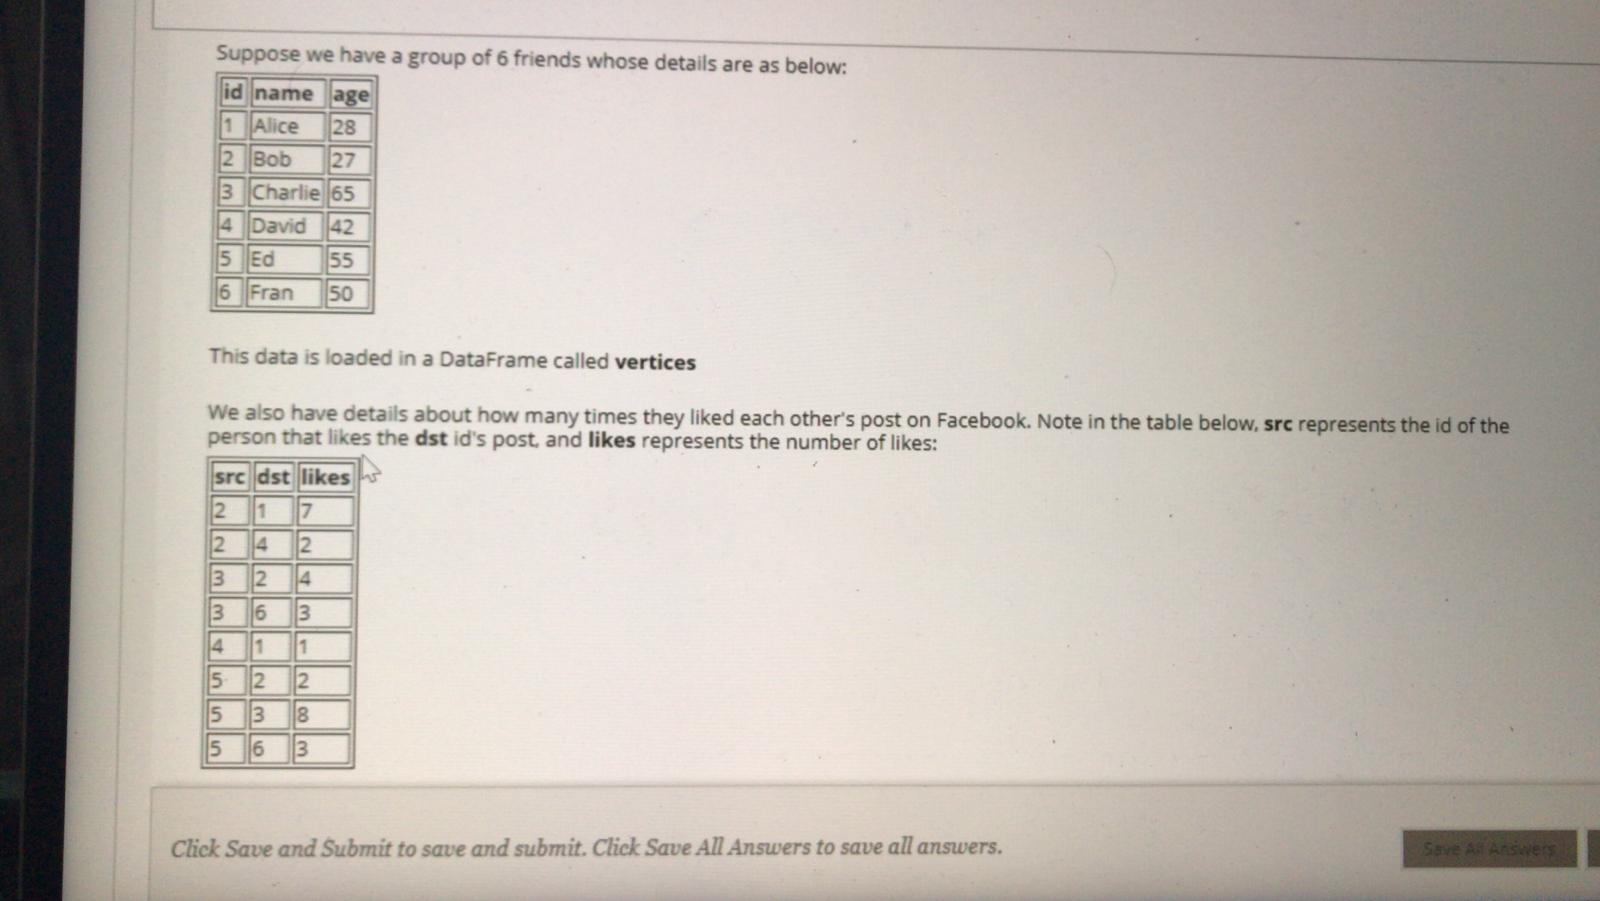 Suppose we have a group of 6 friends whose details are as below:
id name age
1 Alice 28
2 Bob 27
3 Charlie 65
4 David 42
5 Ed 55
6 Fran 50
This data is loaded in a DataFrame called vertices
We also have details about how many times they liked each other's post on Facebook. Note in the table below, src represents the id of the
person that likes the dst id's post, and likes represents the number of likes:
src dst likes
2 1 7
2 4 2
3 2 4
3 6 3
4 1 1
5 2 2
5 3 8
5 6 3
Click Save and Submit to save and submit. Click Save All Answers to save all answers.
Save All Answers